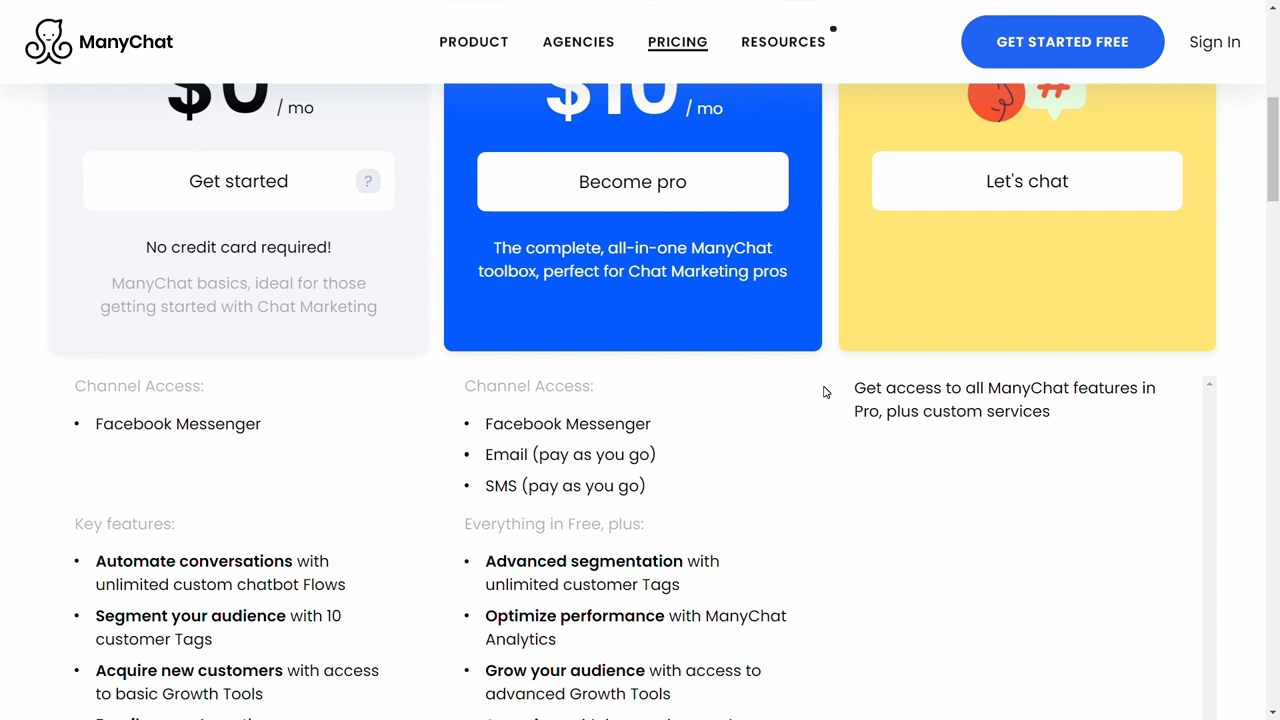 ManyChat
PRODUCT
AGENCIES
PRICING
RESOURCES
GET STARTED FREE
Sign In
$0 / mo
$10 / mo
#
Get started
?
Become pro
Let's chat
No credit card required!
ManyChat basics, ideal for those
getting started with Chat Marketing
The complete, all-in-one ManyChat
toolbox, perfect for Chat Marketing pros
Channel Access:
• Facebook Messenger
Key features:
• Automate conversations with
unlimited custom chatbot Flows
• Segment your audience with 10
customer Tags
• Acquire new customers with access
to basic Growth Tools
Channel Access:
• Facebook Messenger
• Email (pay as you go)
• SMS (pay as you go)
Everything in Free, plus:
• Advanced segmentation with
unlimited customer Tags
• Optimize performance with ManyChat
Analytics
• Grow your audience with access to
advanced Growth Tools
Get access to all ManyChat features in
Pro, plus custom services